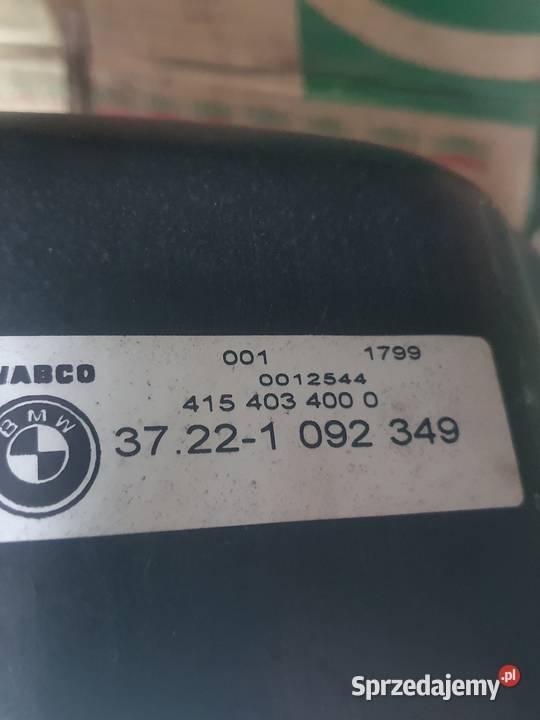 001 1799
WABCO 0012544
415 403 400 0
BMW 37.22-1 092 349
Sprzedajemy.pl